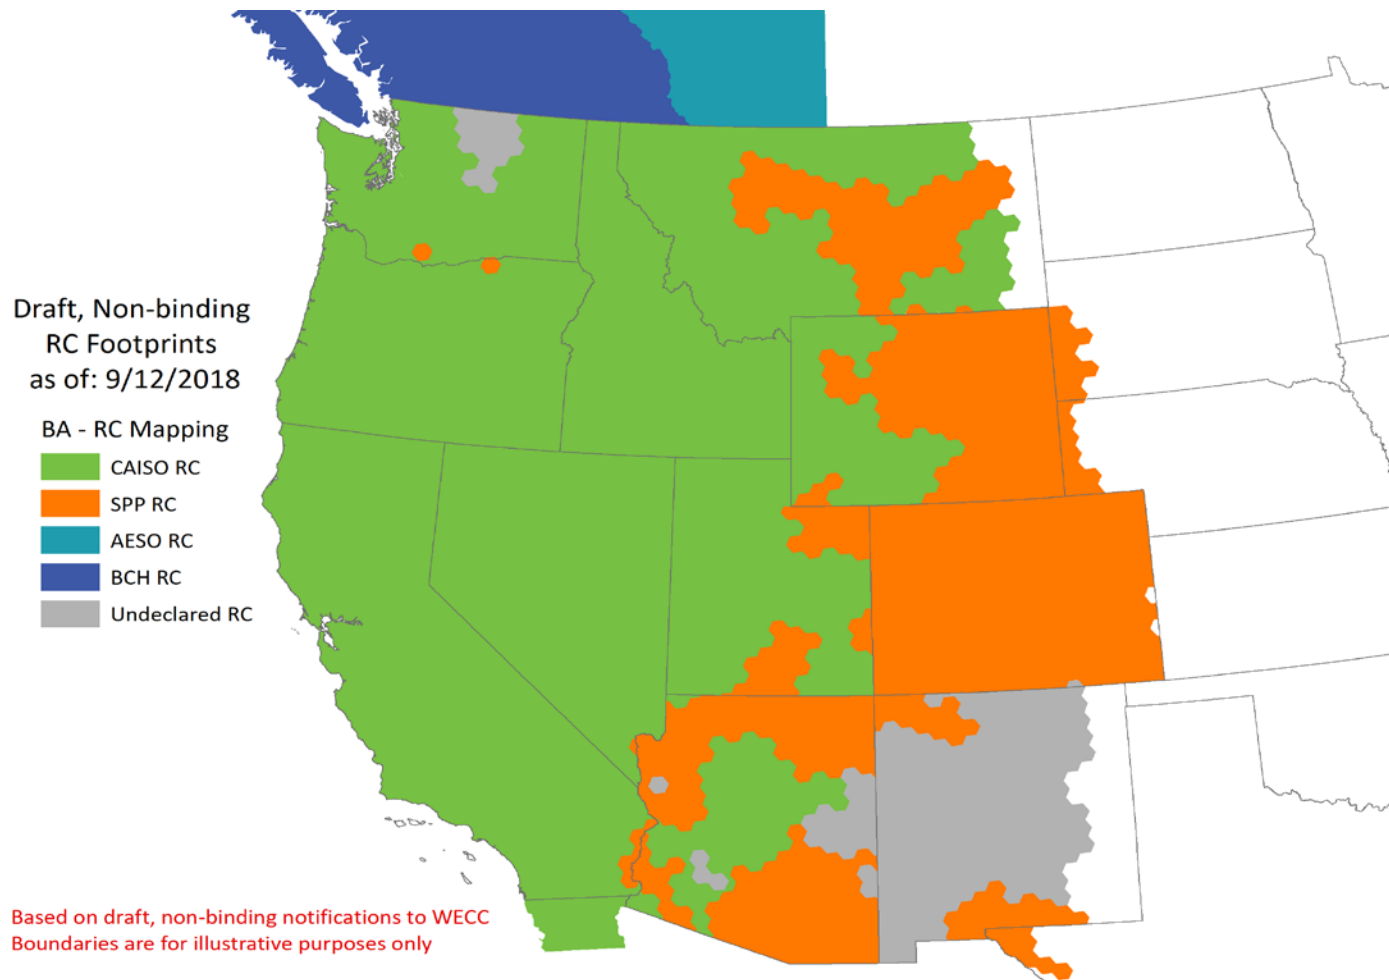 Draft, Non-binding
RC Footprints
as of: 9/12/2018
BA - RC Mapping
CAISO RC
SPP RC
AESO RC
BCH RC
Undeclared RC
Based on draft, non-binding notifications to WECC
Boundaries are for illustrative purposes only